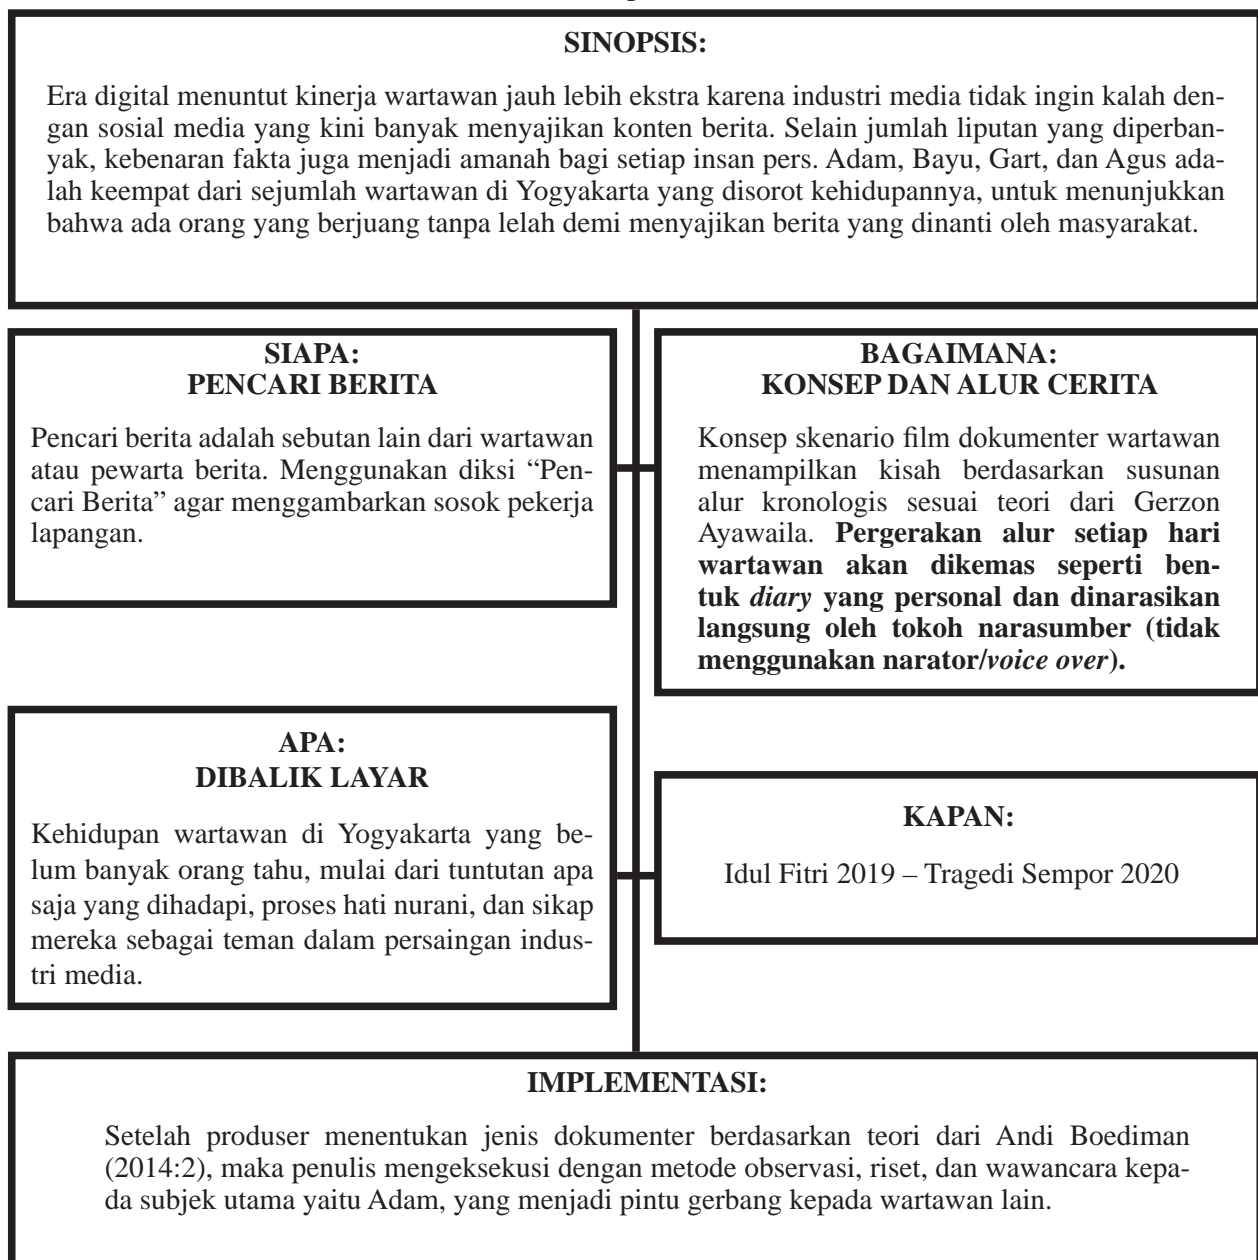 SINOPSIS:
Era digital menuntut kinerja wartawan jauh lebih ekstra karena industri media tidak ingin kalah den-
gan sosial media yang kini banyak menyajikan konten berita. Selain jumlah liputan yang diperban-
yak, kebenaran fakta juga menjadi amanah bagi setiap insan pers. Adam, Bayu, Gart, dan Agus ada-
lah keempat dari sejumlah wartawan di Yogyakarta yang disorot kehidupannya, untuk menunjukkan
bahwa ada orang yang berjuang tanpa lelah demi menyajikan berita yang dinanti oleh masyarakat.
SIAPA:
PENCARI BERITA
Pencari berita adalah sebutan lain dari wartawan
atau pewarta berita. Menggunakan diksi “Pen-
cari Berita” agar menggambarkan sosok pekerja
lapangan.
BAGAIMANA:
KONSEP DAN ALUR CERITA
Konsep skenario film dokumenter wartawan
menampilkan kisah berdasarkan susunan
alur kronologis sesuai teori dari Gerzon
Ayawaila. Pergerakan alur setiap hari
wartawan akan dikemas seperti ben-
tuk diary yang personal dan dinarasikan
langsung oleh tokoh narasumber (tidak
menggunakan narator/voice over).
APA:
DIBALIK LAYAR
Kehidupan wartawan di Yogyakarta yang be-
lum banyak orang tahu, mulai dari tuntutan apa
saja yang dihadapi, proses hati nurani, dan sikap
mereka sebagai teman dalam persaingan indus-
tri media.
KAPAN:
Idul Fitri 2019 – Tragedi Sempor 2020
IMPLEMENTASI:
Setelah produser menentukan jenis dokumenter berdasarkan teori dari Andi Boediman
(2014:2), maka penulis mengeksekusi dengan metode observasi, riset, dan wawancara kepa-
da subjek utama yaitu Adam, yang menjadi pintu gerbang kepada wartawan lain.